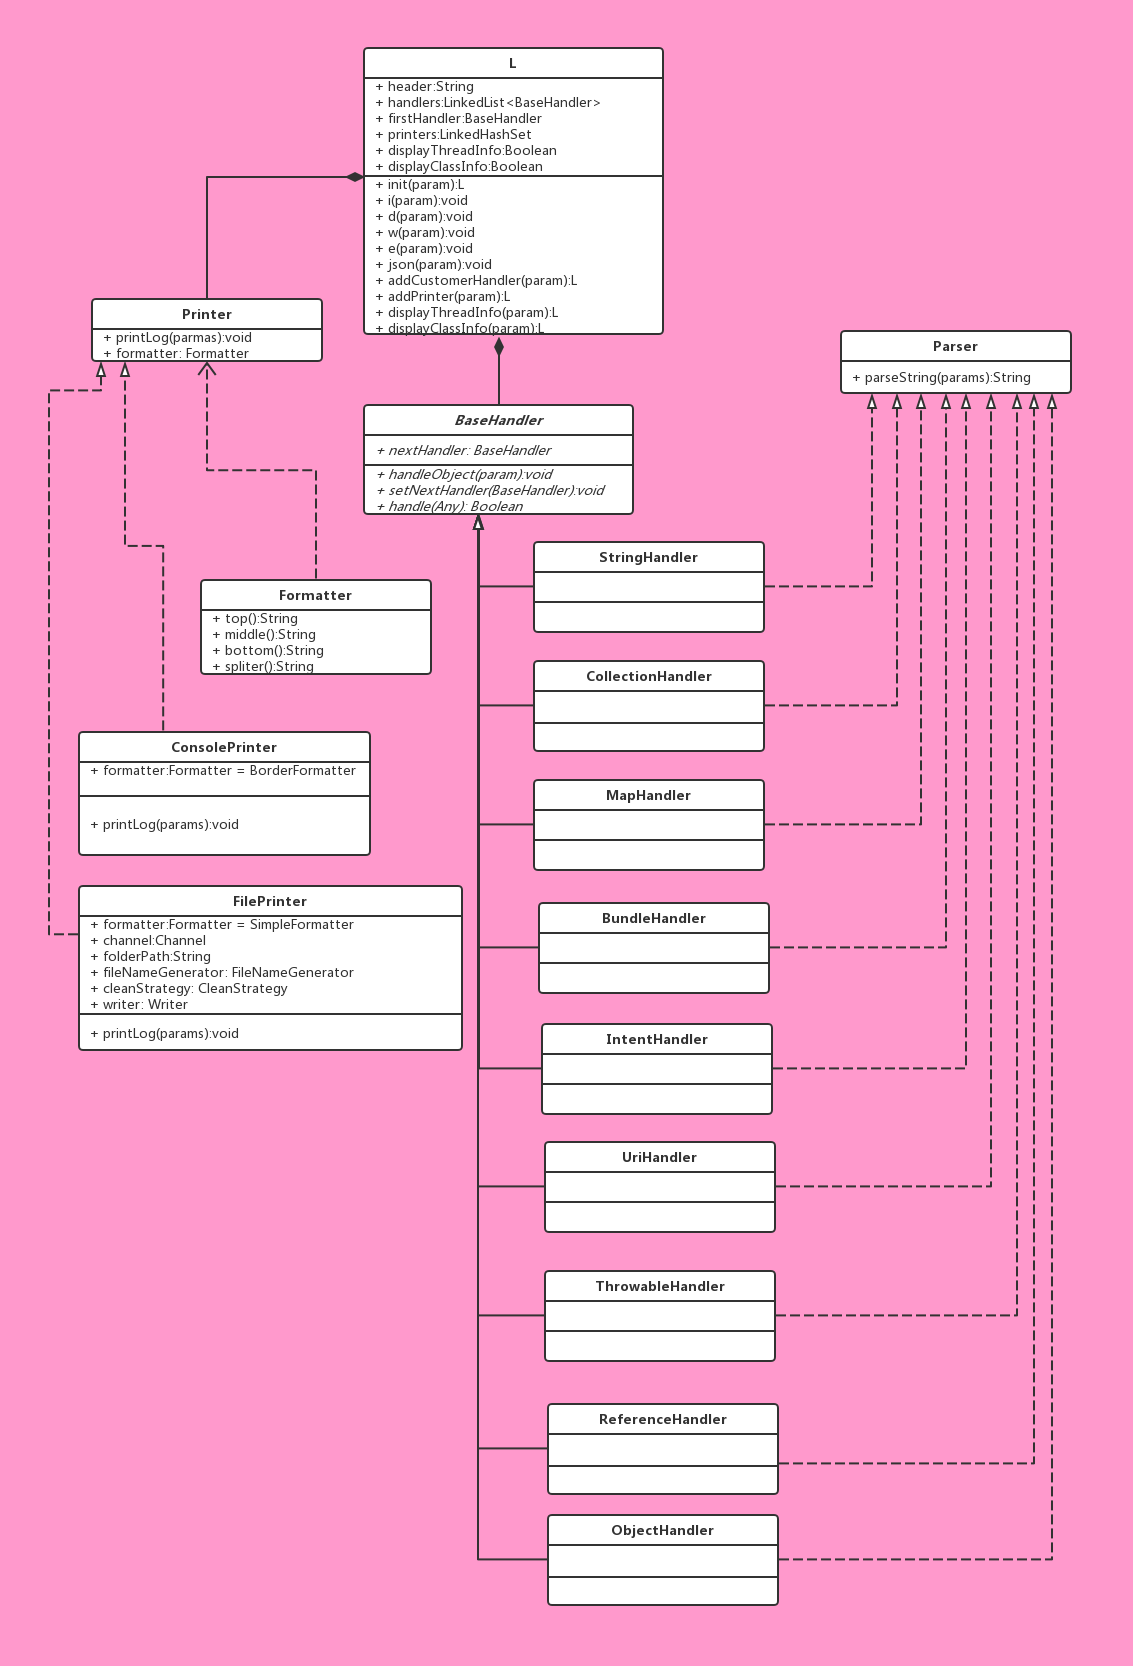 L
+ header:String
+ handlers:LinkedList<BaseHandler>
+ firstHandler:BaseHandler
+ printers:LinkedHashSet
+ displayThreadInfo:Boolean
+ displayClassInfo:Boolean
+ init(param):L
+ i(param):void
+ d(param):void
+ w(param):void
+ e(param):void
+ json(param):void
+ addCustomerHandler(param):L
+ addPrinter(param):L
+ displayThreadInfo(param):L
+ displayClassInfo(param):L
Printer
+ printLog(parmas):void
+ formatter: Formatter
Parser
+ parseString(params):String
BaseHandler
+ nextHandler: BaseHandler
+ handleObject(param):void
+ setNextHandler(BaseHandler):void
+ handle(Any): Boolean
StringHandler
Formatter
+ top():String
+ middle():String
+ bottom():String
+ spliter():String
CollectionHandler
ConsolePrinter
+ formatter:Formatter = BorderFormatter
+ printLog(params):void
MapHandler
FilePrinter
+ formatter:Formatter = SimpleFormatter
+ channel:Channel
+ folderPath:String
+ fileNameGenerator: FileNameGenerator
+ cleanStrategy: CleanStrategy
+ writer: Writer
+ printLog(params):void
BundleHandler
IntentHandler
UriHandler
ThrowableHandler
ReferenceHandler
ObjectHandler